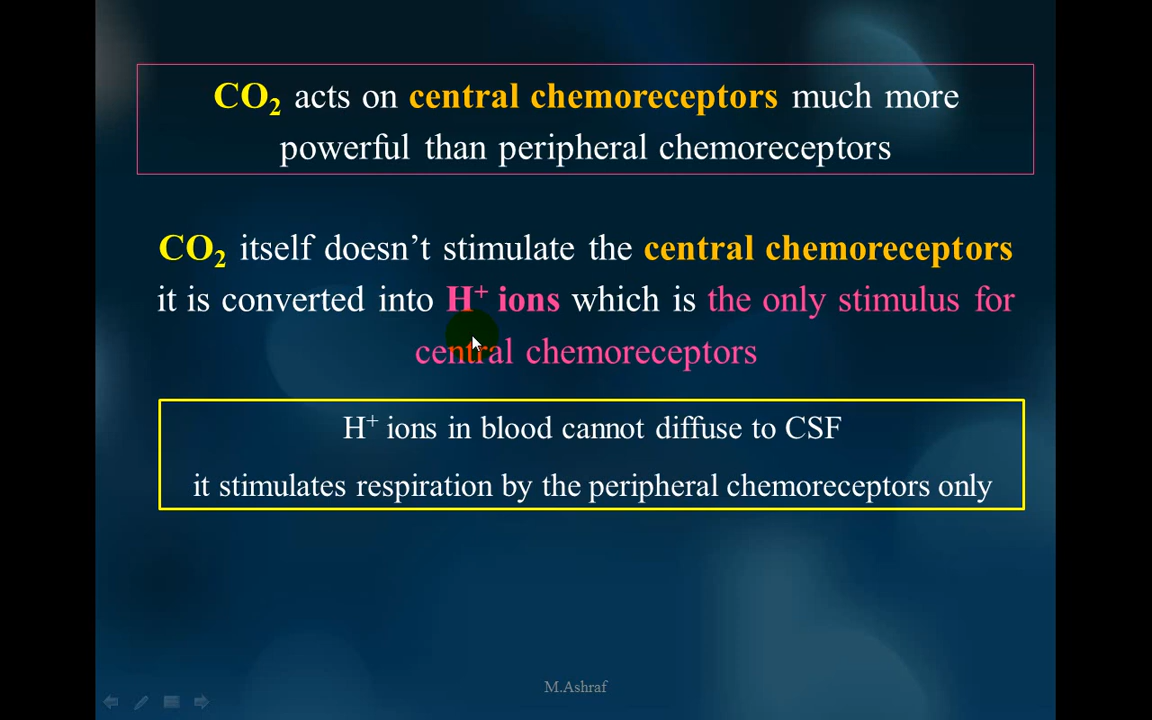 CO₂ acts on central chemoreceptors much more
powerful than peripheral chemoreceptors
CO₂ itself doesn’t stimulate the central chemoreceptors
it is converted into H⁺ ions which is the only stimulus for
central chemoreceptors
H⁺ ions in blood cannot diffuse to CSF
it stimulates respiration by the peripheral chemoreceptors only
M.Ashraf